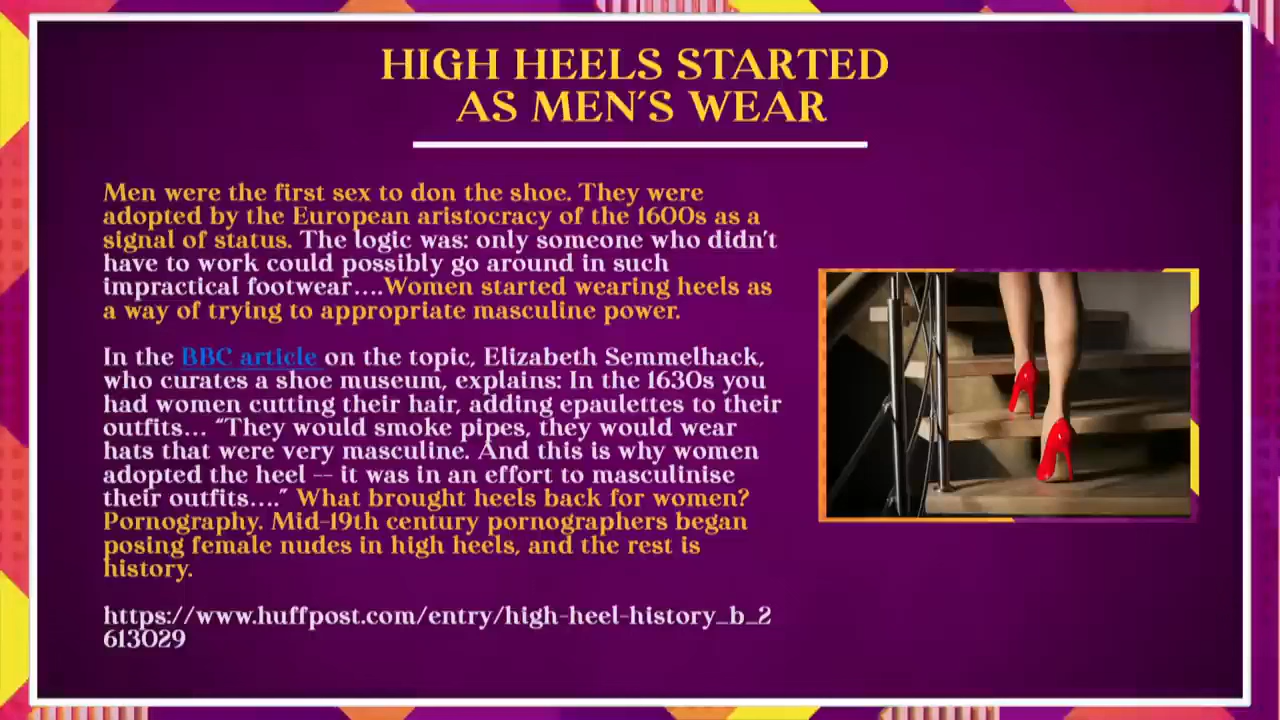 HIGH HEELS STARTED
AS MEN'S WEAR
Men were the first sex to don the shoe. They were
adopted by the European aristocracy of the 1600s as a
signal of status. The logic was: only someone who didn't
have to work could possibly go around in such
impractical footwear....Women started wearing heels as
a way of trying to appropriate masculine power.
In the BBC article on the topic, Elizabeth Semmelhack,
who curates a shoe museum, explains: In the 1630s you
had women cutting their hair, adding epaulettes to their
outfits... "They would smoke pipes, they would wear
hats that were very masculine. And this is why women
adopted the heel -- it was in an effort to masculinise
their outfits...." What brought heels back for women?
Pornography. Mid-19th century pornographers began
posing female nudes in high heels, and the rest is
history.
https://www.huffpost.com/entry/high-heel-history_b_2
613029